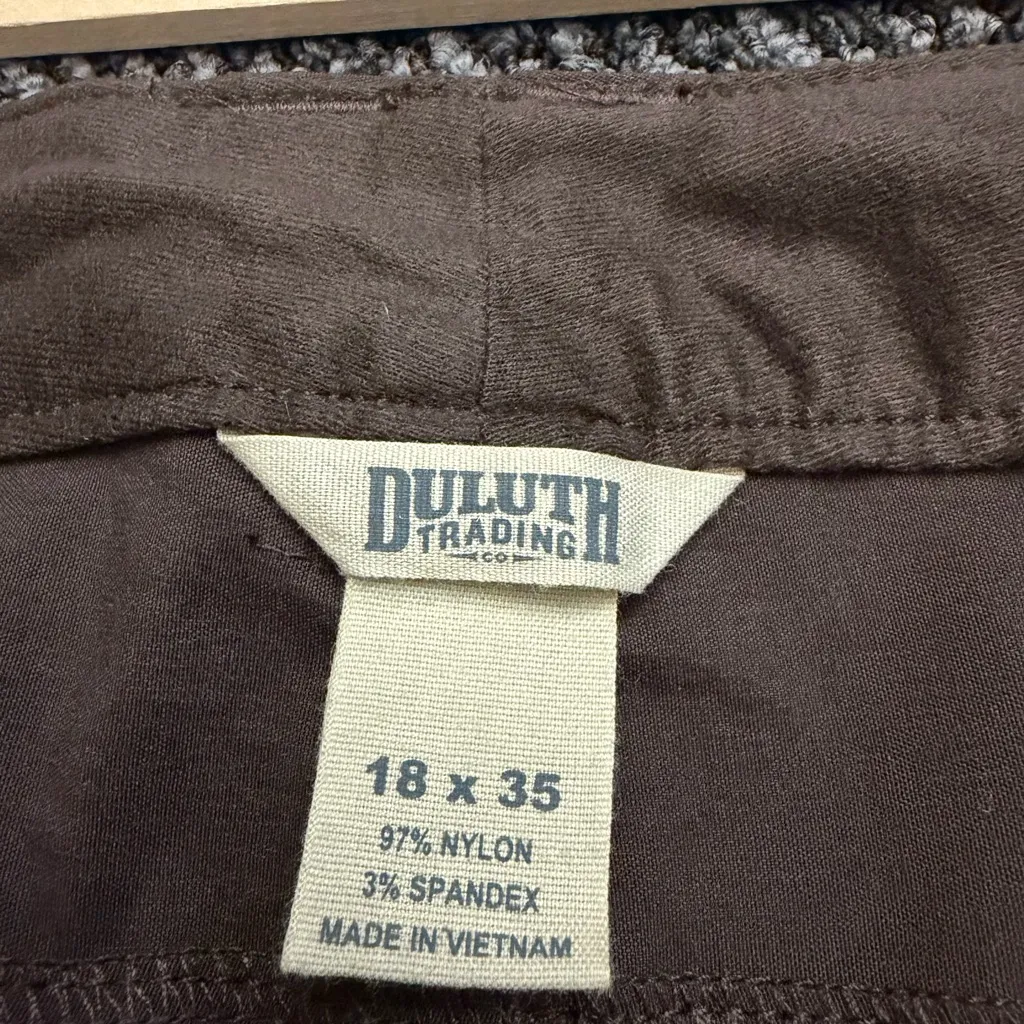 DULUTH
TRADING
CO
18 x 35
97% NYLON
3% SPANDEX
MADE IN VIETNAM